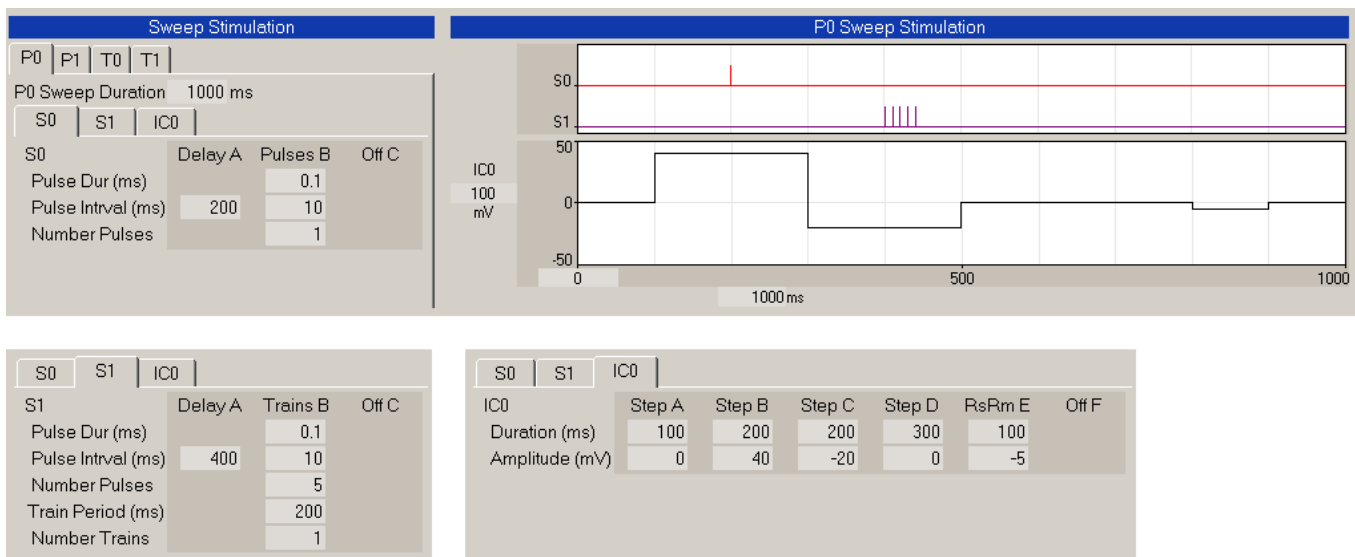 Sweep Stimulation
P0 P1 T0 T1
P0 Sweep Duration 1000 ms
S0 S1 IC0
S0 Delay A Pulses B Off C
Pulse Dur (ms) 0.1
Pulse Intrval (ms) 200 10
Number Pulses 1
P0 Sweep Stimulation
S0
S1
50
IC0
100
mV
0
-50
0 500 1000
1000 ms
S0 S1 IC0
S1 Delay A Trains B Off C
Pulse Dur (ms) 0.1
Pulse Intrval (ms) 400 10
Number Pulses 5
Train Period (ms) 200
Number Trains 1
S0 S1 IC0
IC0 Step A Step B Step C Step D RsRm E Off F
Duration (ms) 100 200 200 300 100
Amplitude (mV) 0 40 -20 0 -5